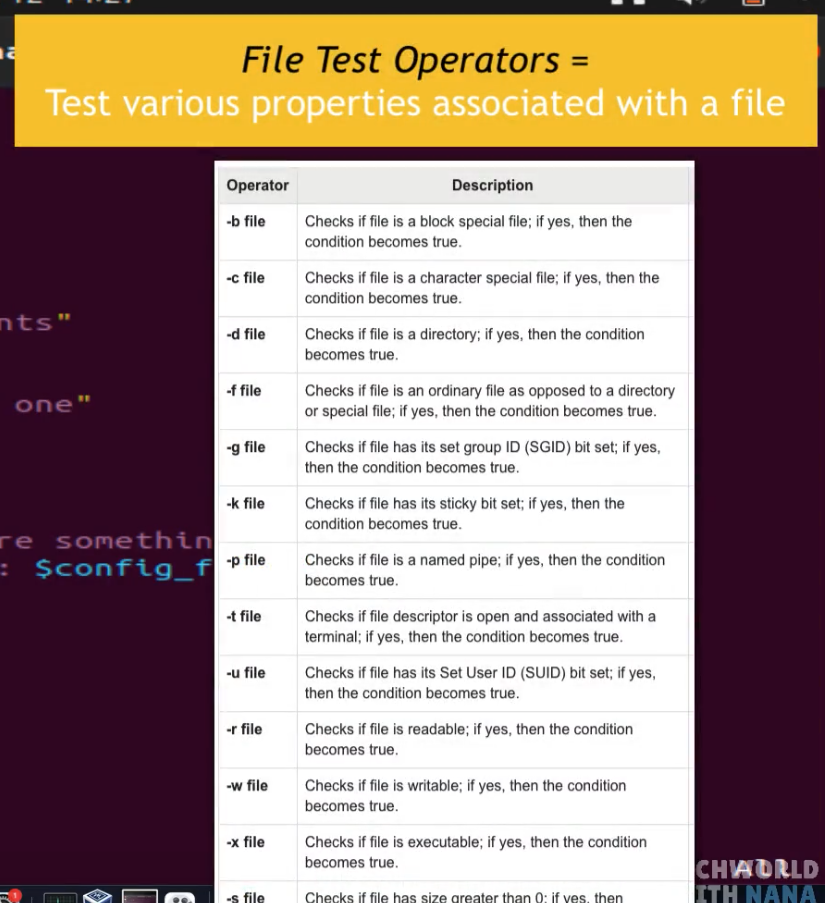 File Test Operators =
Test various properties associated with a file
Operator Description
-b file Checks if file is a block special file; if yes, then the
condition becomes true.
-c file Checks if file is a character special file; if yes, then the
condition becomes true.
nts"
-d file Checks if file is a directory; if yes, then the condition
becomes true.
one"
-f file Checks if file is an ordinary file as opposed to a directory
or special file; if yes, then the condition becomes true.
-g file Checks if file has its set group ID (SGID) bit set; if yes,
then the condition becomes true.
-k file Checks if file has its sticky bit set; if yes, then the
condition becomes true.
re somethin
: $config_f
-p file Checks if file is a named pipe; if yes, then the condition
becomes true.
-t file Checks if file descriptor is open and associated with a
terminal; if yes, then the condition becomes true.
-u file Checks if file has its Set User ID (SUID) bit set; if yes,
then the condition becomes true.
-r file Checks if file is readable; if yes, then the condition
becomes true.
-w file Checks if file is writable; if yes, then the condition
becomes true.
-x file Checks if file is executable; if yes, then the condition
becomes true.
All
CHWORLD
ITH NANA
-s file Checks if file has size greater than 0; if yes, then